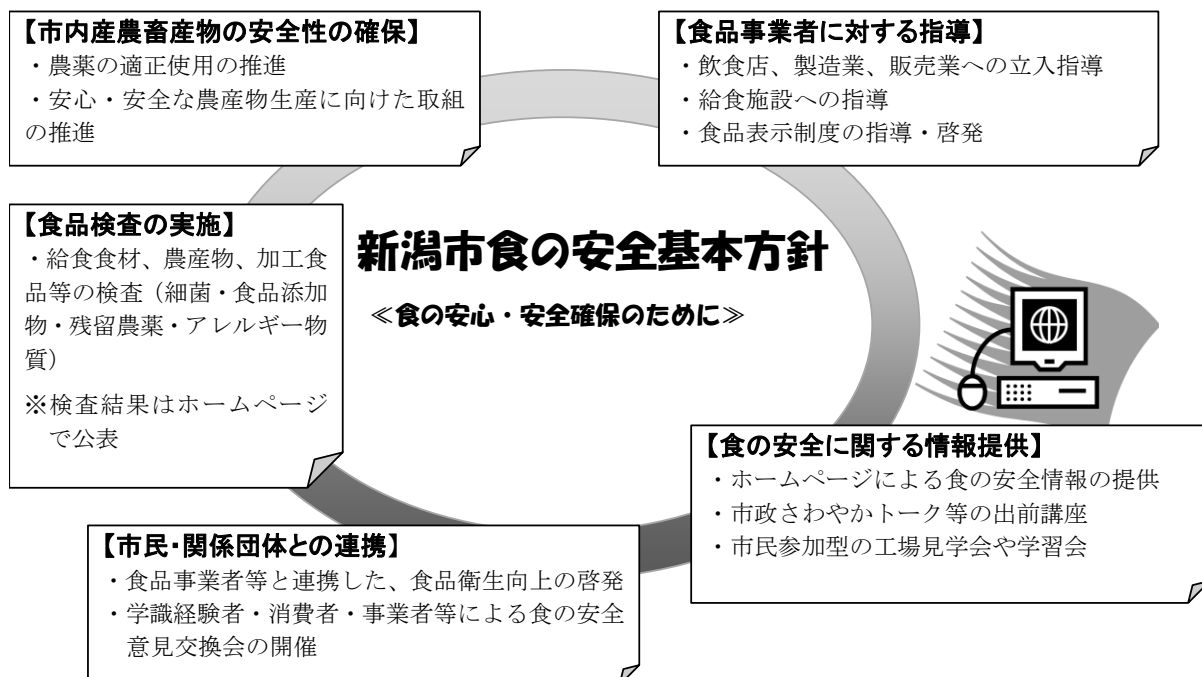 【市内産農畜産物の安全性の確保】
・農薬の適正使用の推進
・安心・安全な農産物生産に向けた取組
の推進
【食品事業者に対する指導】
・飲食店、製造業、販売業への立入指導
・給食施設への指導
・食品表示制度の指導・啓発
【食品検査の実施】
・給食食材、農産物、加工食
品等の検査（細菌・食品添加
物・残留農薬・アレルギー物
質）
※検査結果はホームページ
で公表
新潟市食の安全基本方針
≪食の安心・安全確保のために≫
【食の安全に関する情報提供】
・ホームページによる食の安全情報の提供
・市政さわやかトーク等の出前講座
・市民参加型の工場見学会や学習会
【市民・関係団体との連携】
・食品事業者等と連携した、食品衛生向上の啓発
・学識経験者・消費者・事業者等による食の安全
意見交換会の開催